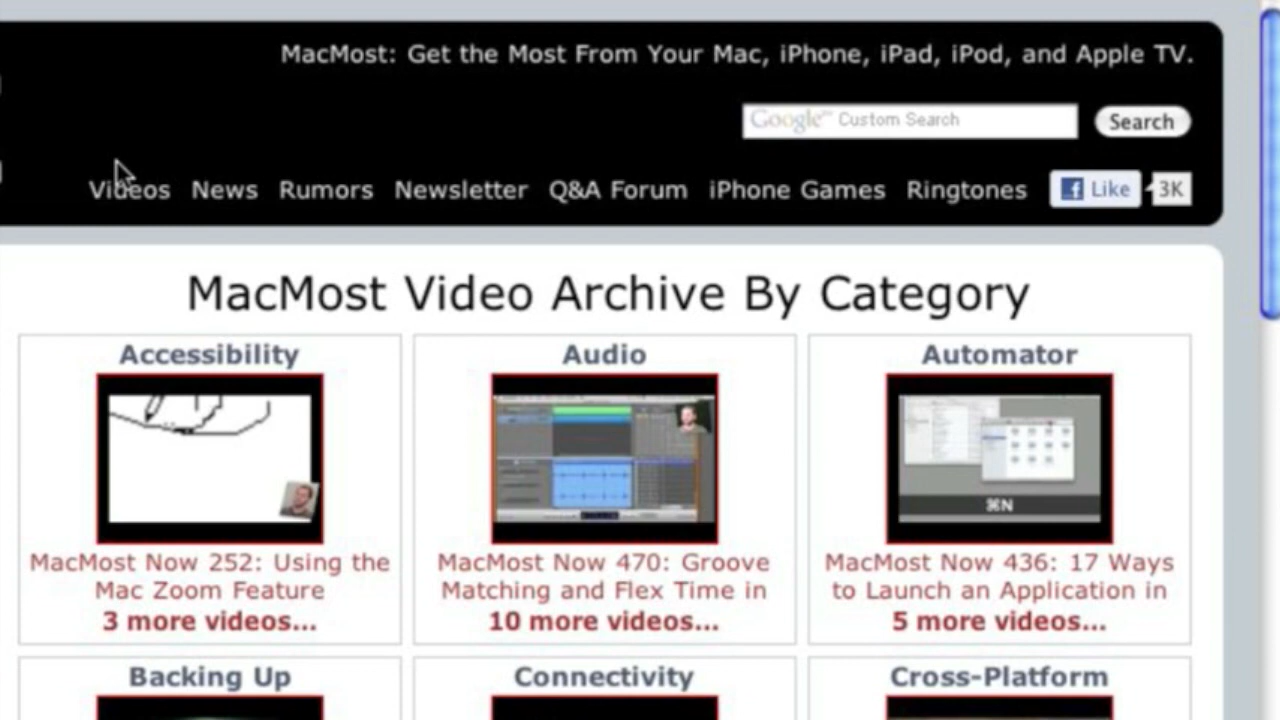 MacMost: Get the Most From Your Mac, iPhone, iPad, iPod, and Apple TV.
Google™ Custom Search
Search
Videos News Rumors Newsletter Q&A Forum iPhone Games Ringtones
Like
3K
MacMost Video Archive By Category
Accessibility
MacMost Now 252: Using the
Mac Zoom Feature
3 more videos...
Audio
MacMost Now 470: Groove
Matching and Flex Time in
10 more videos...
Automator
⌘N
MacMost Now 436: 17 Ways
to Launch an Application in
5 more videos...
Backing Up
Connectivity
Cross-Platform